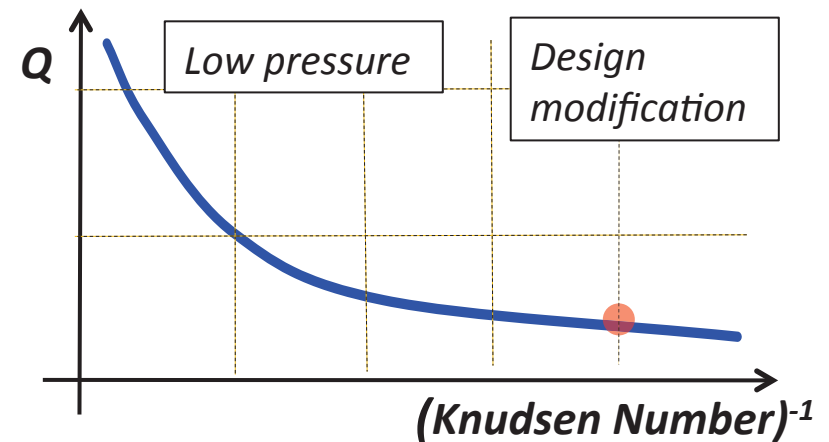 Q
Low pressure
Design
modification
(Knudsen Number)-1